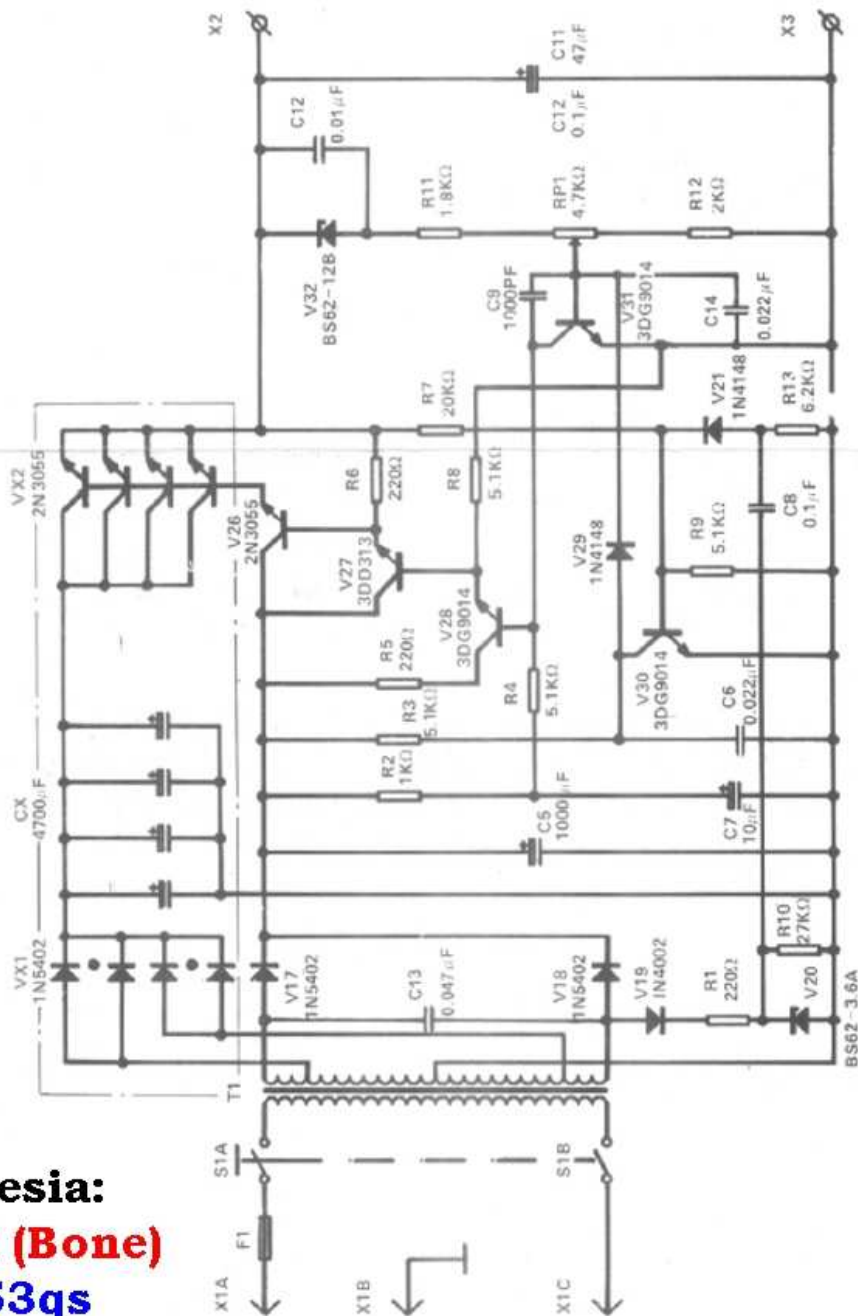 X2
X3
C12
0.01μF
C11
47μF
C12
0.1μF
V32
BS62-12B
R11
1.8KΩ
RP1
4.7KΩ
R12
2KΩ
C9
1000PF
V31
3DG9014
C14
0.022μF
VX2
2N3055
V26
2N3055
R6
220Ω
R7
20KΩ
R8
5.1KΩ
V21
1N4148
R13
6.2KΩ
V27
3DD313
V28
3DG9014
V29
1N4148
R9
5.1KΩ
C8
0.1μF
R5
220Ω
R3
5.1KΩ
R4
5.1KΩ
V30
3DG9014
C6
0.022μF
R2
1KΩ
CX
4700μF
C5
1000μF
C7
10μF
VX1
1N5402
V17
1N5402
C13
0.047μF
V18
1N5402
V19
IN4002
R1
220Ω
R10
27KΩ
V20
BS62-3.6A
T1
S1A
S1B
F1
X1A
X1B
X1C
esia:
(Bone)
53qs